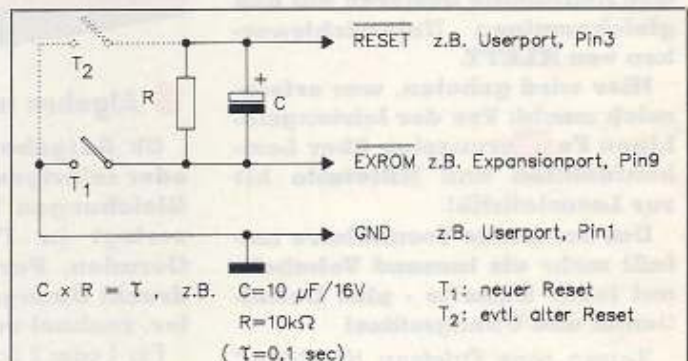 RESET z.B. Userport, Pin3
T2
R
+
C
T1
EXROM z.B. Expansionport, Pin9
GND z.B. Userport, Pin1
C x R = T , z.B. C=10 µF/16V
R=10kΩ
( τ=0,1 sec)
T1: neuer Reset
T2: evtl. alter Reset